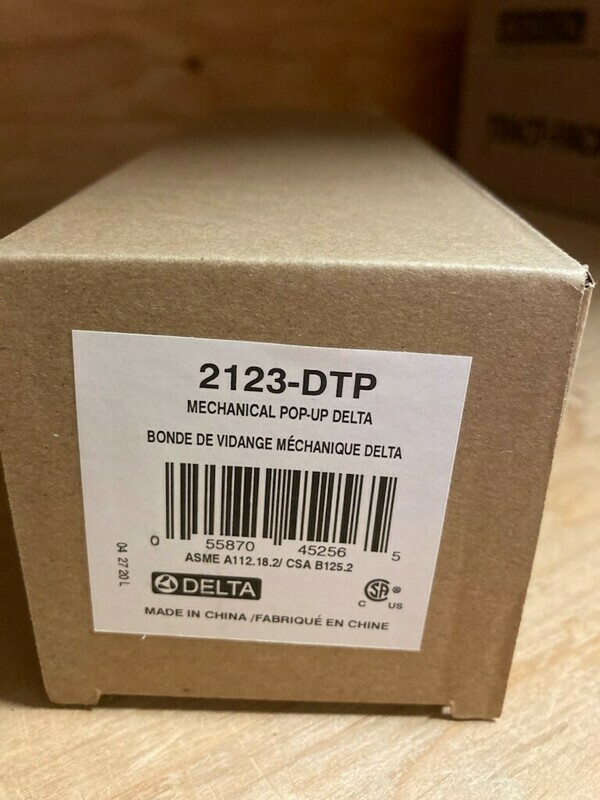 2123-DTP
MECHANICAL POP-UP DELTA
BONDE DE VIDANGE MÉCHANIQUE DELTA
0 55870 45256 5
ASME A112.18.2/ CSA B125.2
04 27 20 L
DELTA
SA ®
C US
MADE IN CHINA /FABRIQUÉ EN CHINE